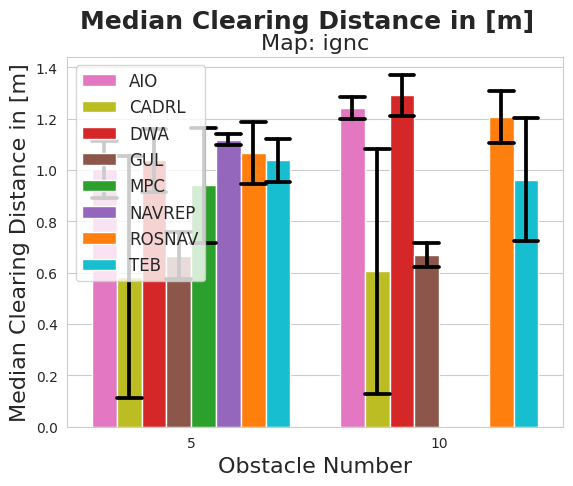 Median Clearing Distance in [m]
Map: ignc
Median Clearing Distance in [m]
1.4
1.2
1.0
0.8
0.6
0.4
0.2
0.0
AIO
CADRL
DWA
GUL
MPC
NAVREP
ROSNAV
TEB
5
10
Obstacle Number